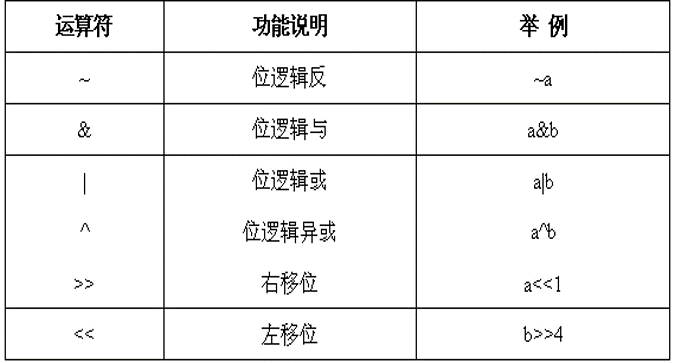 运算符 功能说明 举 例
~ 位逻辑反 ~a
& 位逻辑与 a&b
| 位逻辑或 a|b
^ 位逻辑异或 a^b
>> 右移位 a<<1
<< 左移位 b>>4